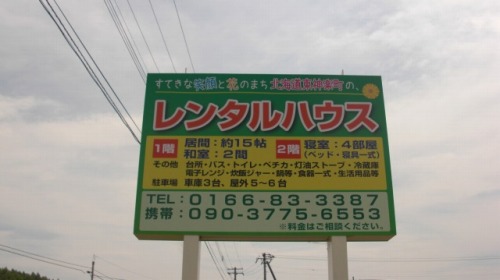 すてきな笑顔と花のまち北海道東神楽町の、
レンタルハウス
1階 居間：約15帖 2階 寝室：4部屋
和室：2間 (ベッド・寝具一式)
その他 台所・バス・トイレ・ペチカ・灯油ストーブ・冷蔵庫
電子レンジ・炊飯ジャー・鍋等・食器一式・生活用品等
駐車場 車庫3台、屋外5～6台
TEL：0166-83-3387
携帯：090-3775-6553
※料金はご相談ください。